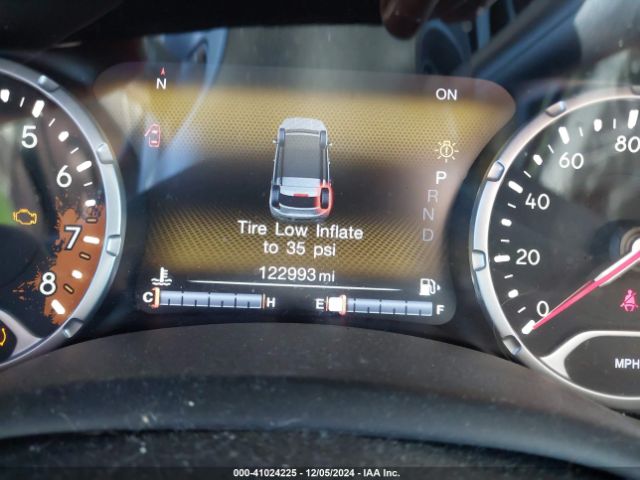 N
ON
5
6
7
8
P
R
N
D
Tire Low Inflate
to 35 psi
122993 mi
C H
E F
0
20
40
60
80
MPH
000-41024225 - 12/05/2024 - IAA Inc.